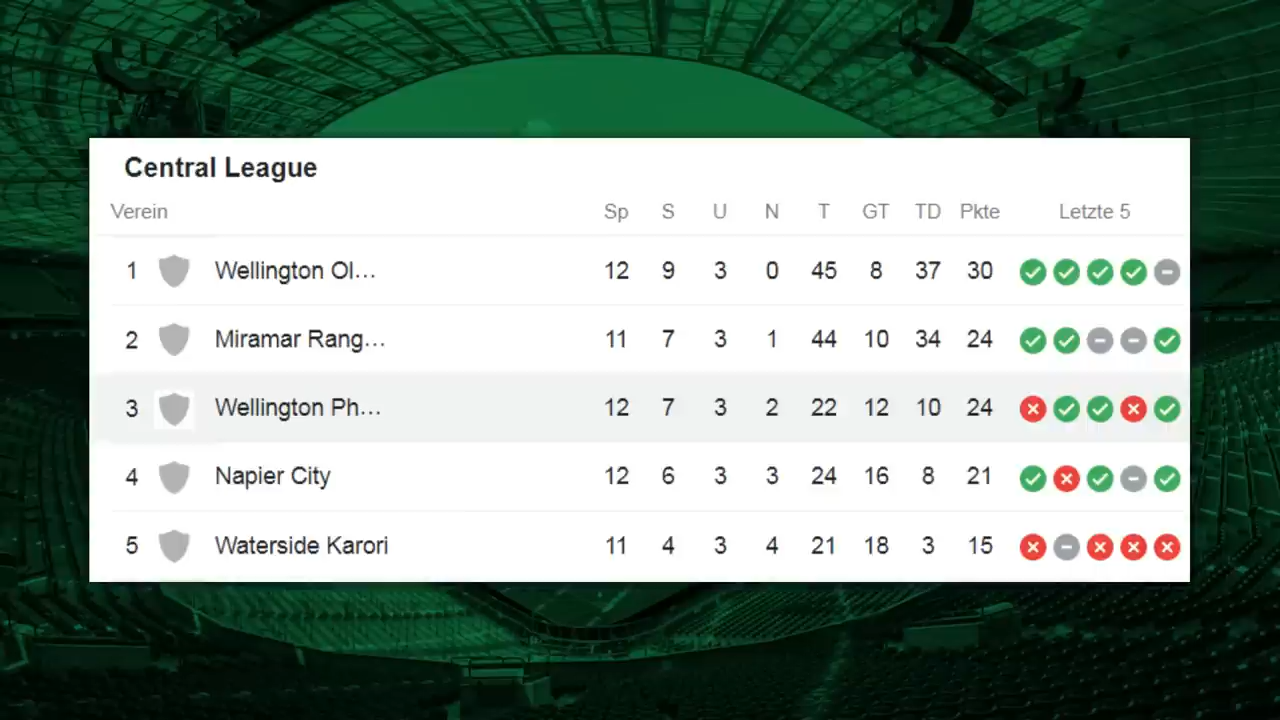 Central League
Verein Sp S U N T GT TD Pkte Letzte 5
1 Wellington Ol... 12 9 3 0 45 8 37 30
2 Miramar Rang... 11 7 3 1 44 10 34 24
3 Wellington Ph... 12 7 3 2 22 12 10 24
4 Napier City 12 6 3 3 24 16 8 21
5 Waterside Karori 11 4 3 4 21 18 3 15